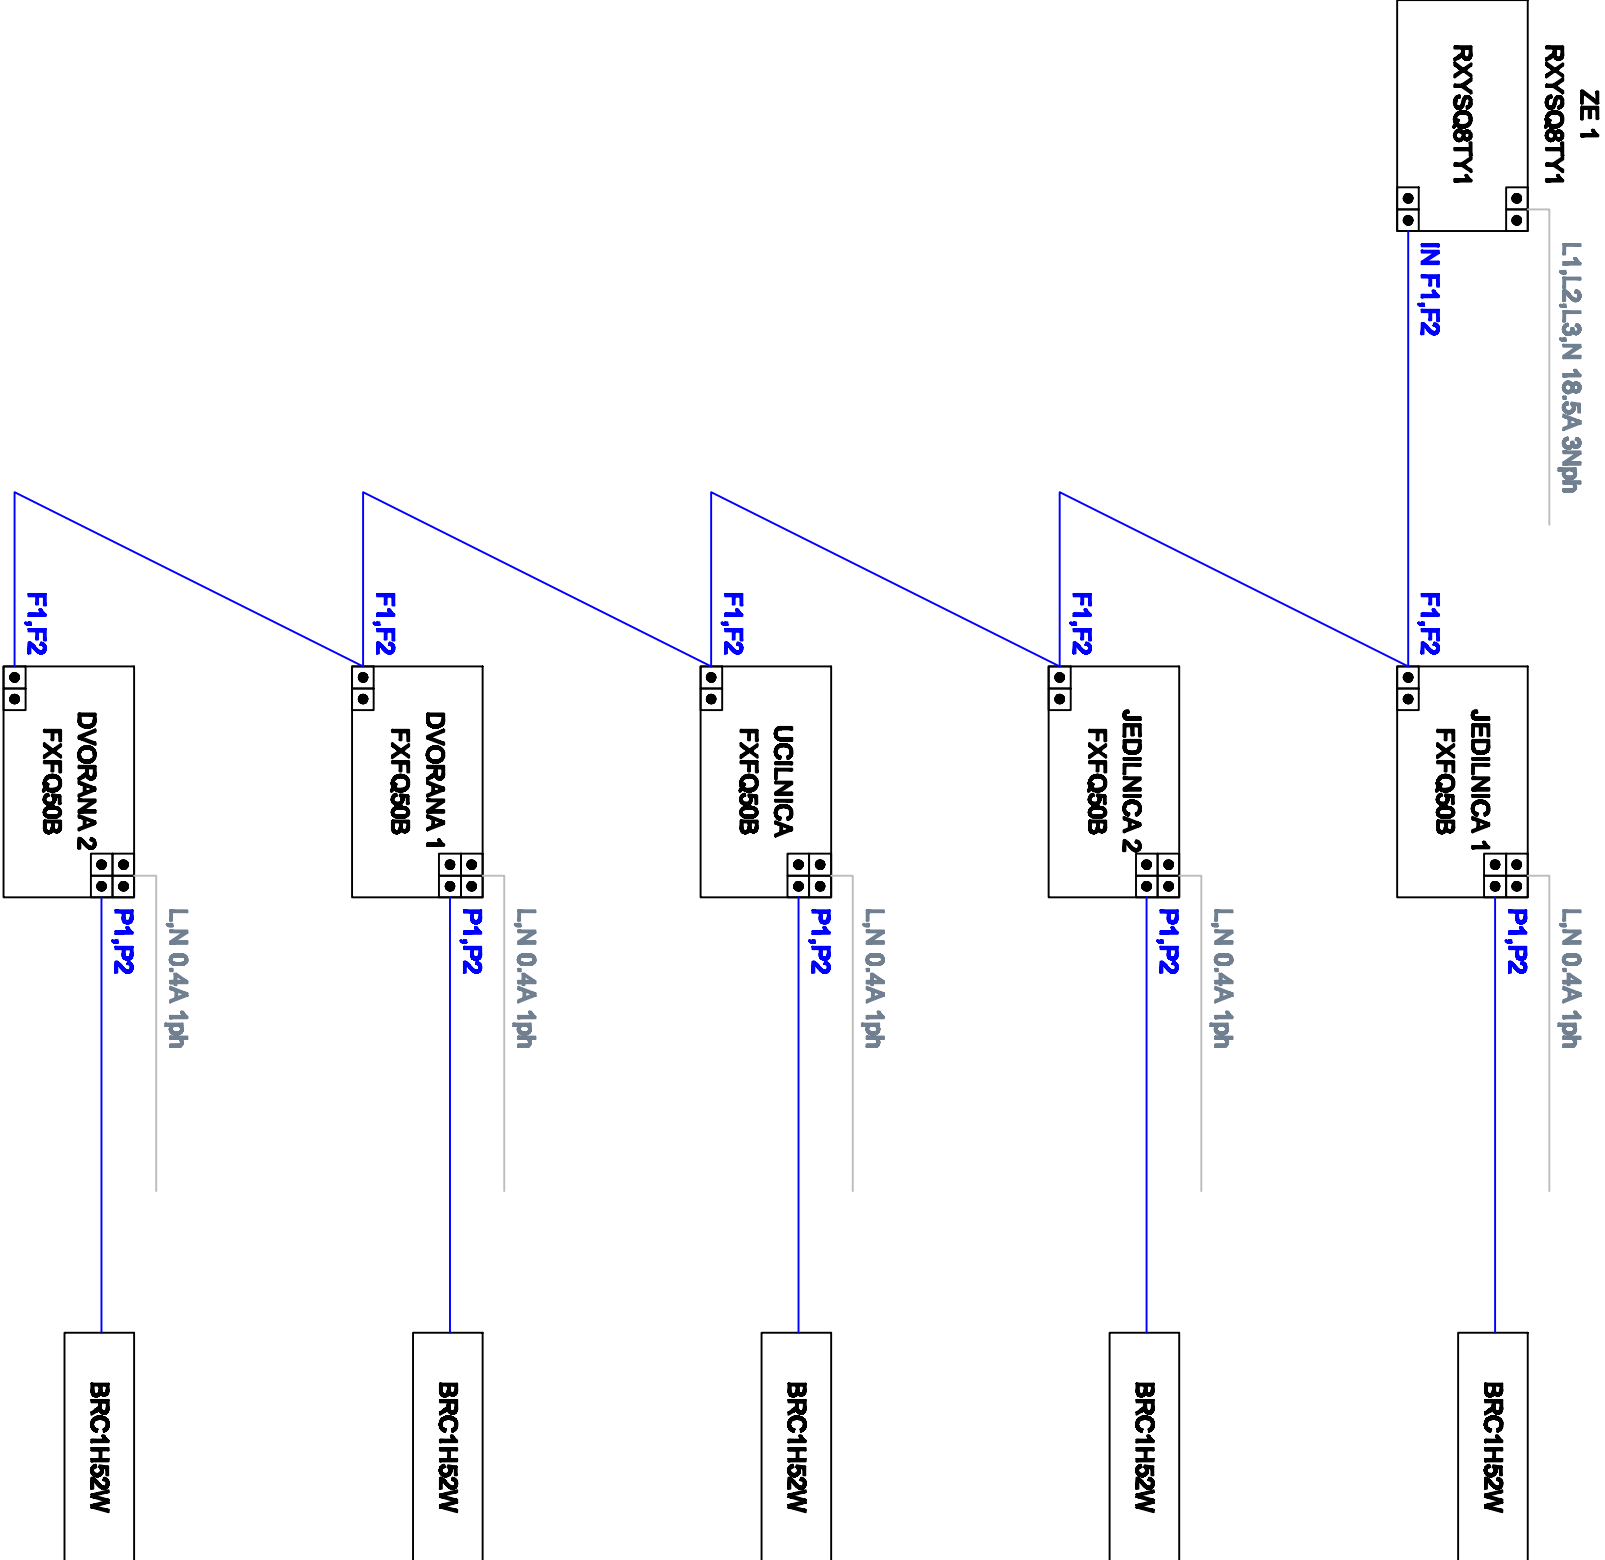 ZE 1
RXYSQ8TY1
RXYSQ8TY1
L1,L2,L3,N 18.5A 3Nph
IN F1,F2
F1,F2
JEDILNICA 1
FXFQ50B
L,N 0.4A 1ph
P1,P2
BRC1H52W
F1,F2
JEDILNICA 2
FXFQ50B
L,N 0.4A 1ph
P1,P2
BRC1H52W
F1,F2
UCILNICA
FXFQ50B
L,N 0.4A 1ph
P1,P2
BRC1H52W
F1,F2
DVORANA 1
FXFQ50B
L,N 0.4A 1ph
P1,P2
BRC1H52W
F1,F2
DVORANA 2
FXFQ50B
L,N 0.4A 1ph
P1,P2
BRC1H52W